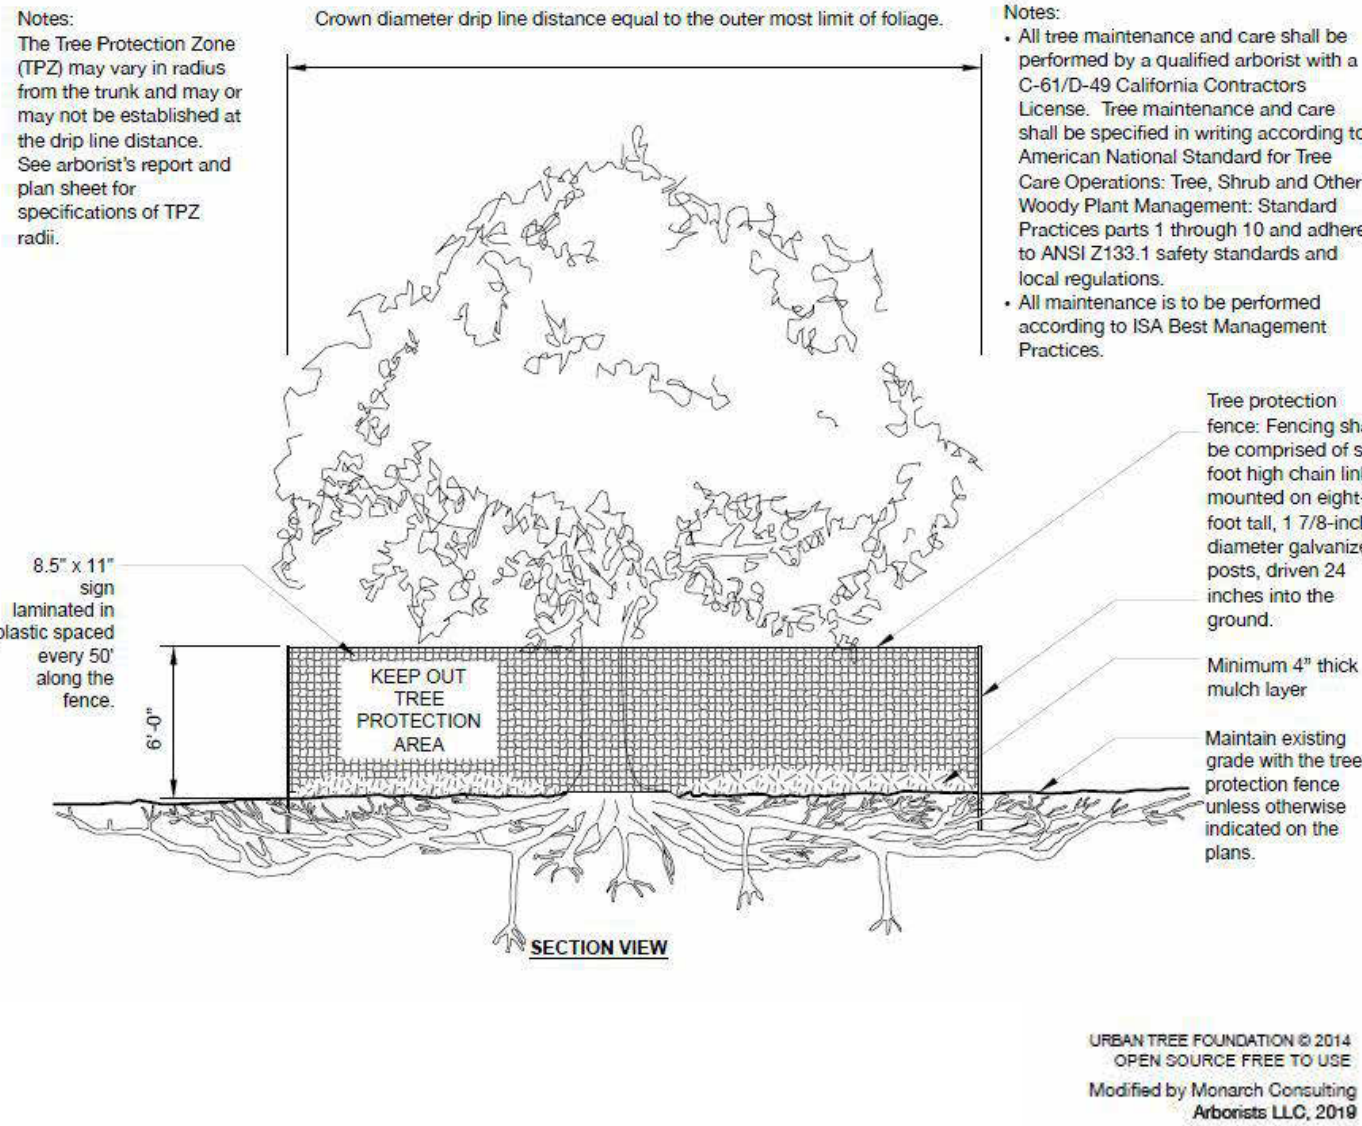 Notes:
The Tree Protection Zone
(TPZ) may vary in radius
from the trunk and may or
may not be established at
the drip line distance.
See arborist's report and
plan sheet for
specifications of TPZ
radii.
Crown diameter drip line distance equal to the outer most limit of foliage.
Notes:
• All tree maintenance and care shall be
performed by a qualified arborist with a
C-61/D-49 California Contractors
License. Tree maintenance and care
shall be specified in writing according to
American National Standard for Tree
Care Operations: Tree, Shrub and Other
Woody Plant Management: Standard
Practices parts 1 through 10 and adhere
to ANSI Z133.1 safety standards and
local regulations.
• All maintenance is to be performed
according to ISA Best Management
Practices.
Tree protection
fence: Fencing
be comprised of
foot high chain
mounted on eight-
foot tall, 1 7/8-inch
diameter
posts, driven 24
inches into the
ground.
Minimum 4" thick
mulch layer
Maintain existing
grade with the tree
protection fence
unless otherwise
indicated on the
plans.
8.5" x 11"
sign
laminated in
plastic spaced
every 50'
along the
fence.
6'-0"
KEEP OUT
TREE
PROTECTION
AREA
SECTION VIEW
URBAN TREE FOUNDATION © 2014
OPEN SOURCE FREE TO USE
Modified by Monarch Consulting
Arborists LLC, 2019